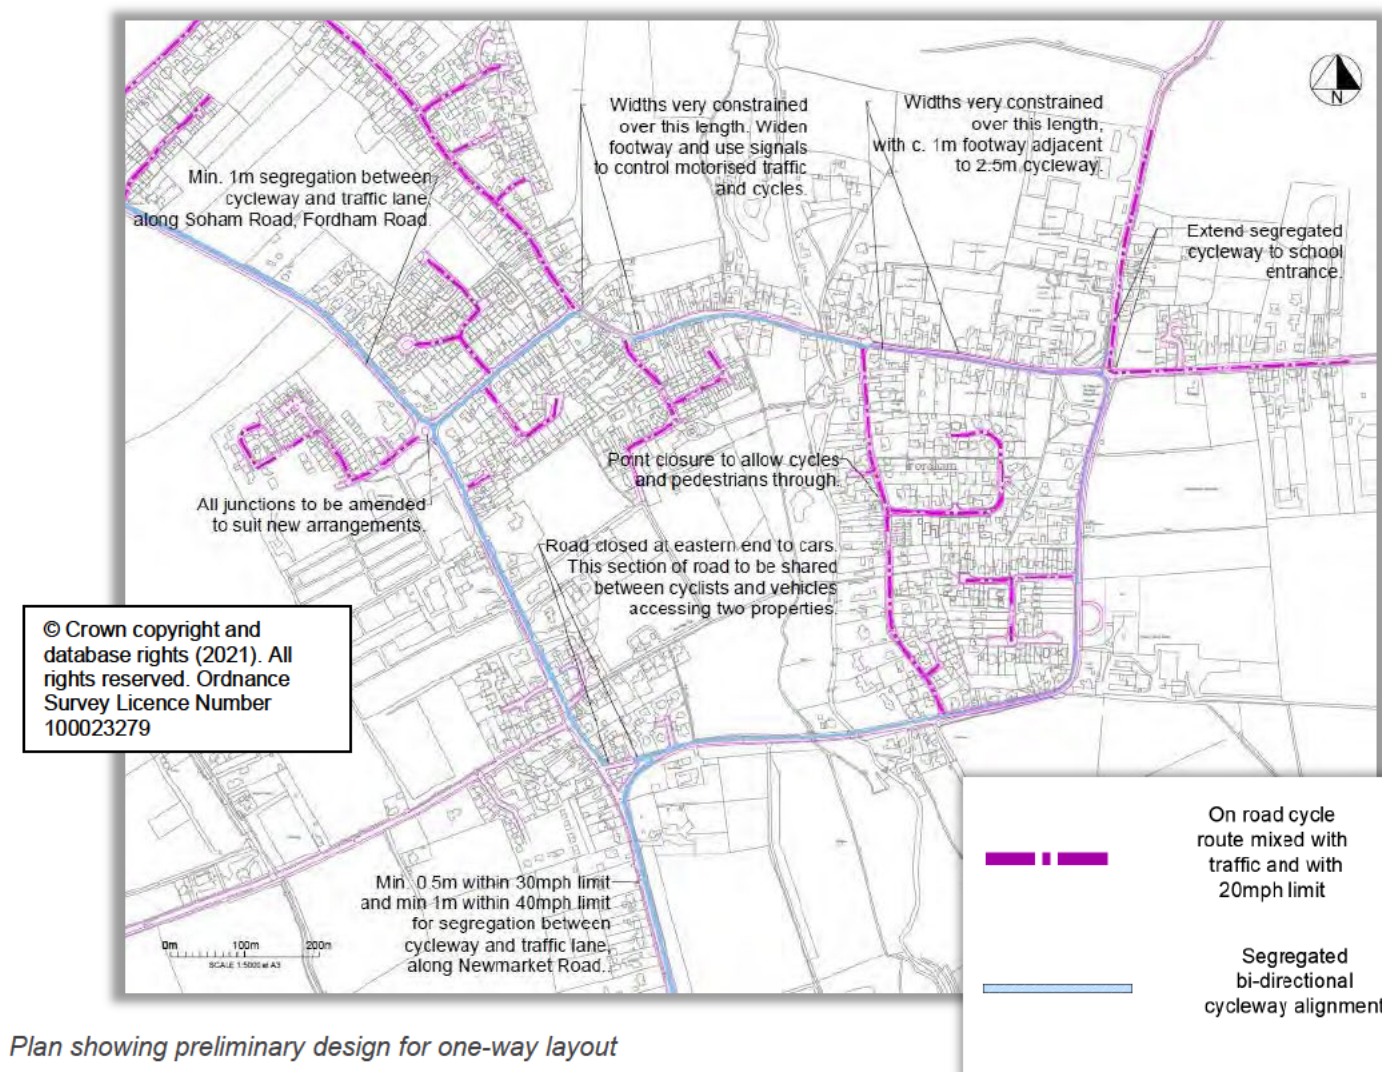 Widths very constrained
over this length. Widen
footway and use signals
to control motorised traffic
and cycles.
Widths very constrained
over this length,
with c. 1m footway adjacent
to 2.5m cycleway.
N
Min. 1m segregation between
cycleway and traffic lane
along Soham Road, Fordham Road.
Extend segregated
cycleway to school
entrance.
Point closure to allow cycles
and pedestrians through.
Fordham
All junctions to be amended
to suit new arrangements.
Road closed at eastern end to cars.
This section of road to be shared
between cyclists and vehicles
accessing two properties.
© Crown copyright and
database rights (2021). All
rights reserved. Ordnance
Survey Licence Number
100023279
Min. 0.5m within 30mph limit
and min 1m within 40mph limit
for segregation between
cycleway and traffic lane,
along Newmarket Road.
0m 100m 200m
SCALE 1:5000 at A3
On road cycle
route mixed with
traffic and with
20mph limit
Segregated
bi-directional
cycleway alignment
Plan showing preliminary design for one-way layout